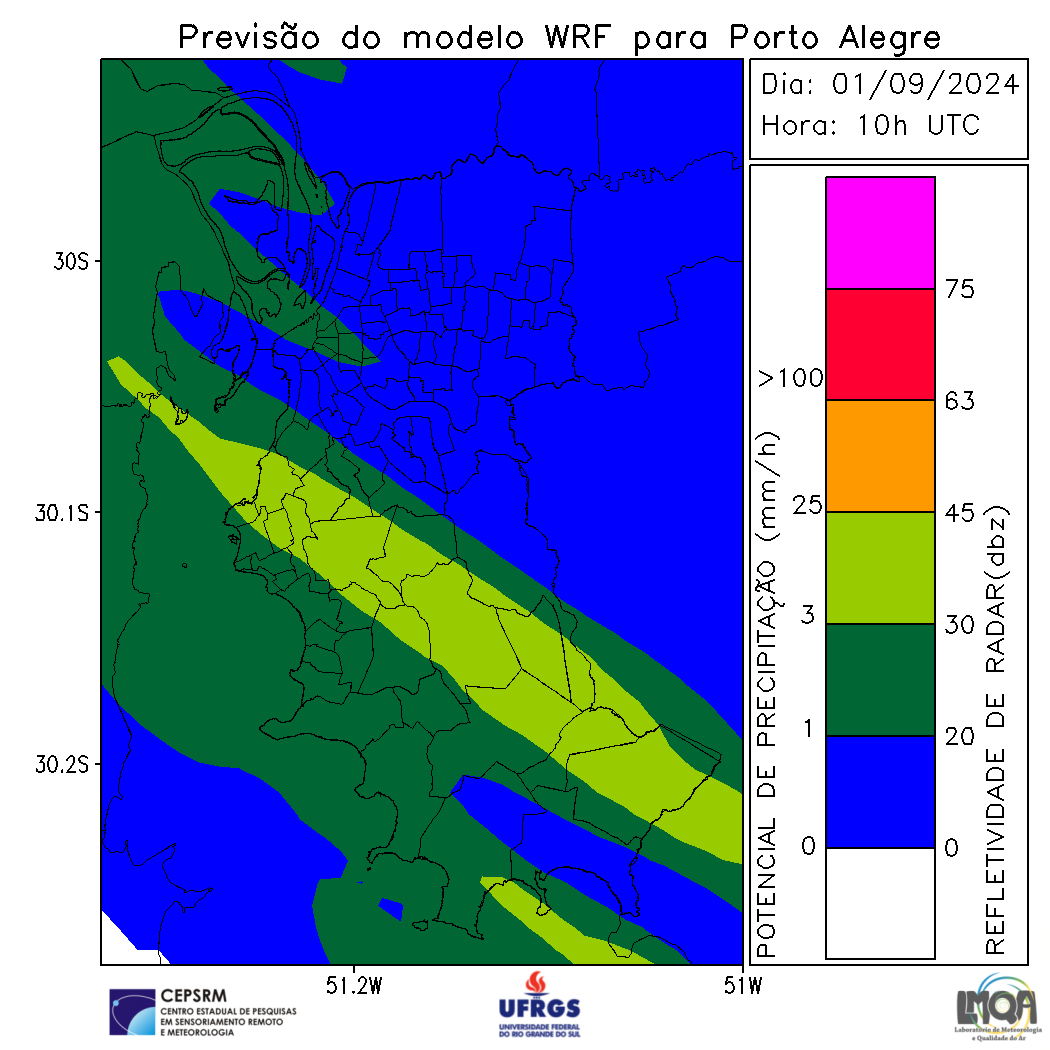 Previsão do modelo WRF para Porto Alegre
Dia: 01/09/2024
Hora: 10h UTC
30S
30.1S
30.2S
51.2W
51W
POTENCIAL DE PRECIPITAÇÃO (mm/h)
>100
25
3
1
0
75
63
45
30
20
0
REFLETIVIDADE DE RADAR(dbz)
CEPSRM
CENTRO ESTADUAL DE PESQUISAS
EM SENSORIAMENTO REMOTO
E METEOROLOGIA
UFRGS
UNIVERSIDADE FEDERAL
DO RIO GRANDE DO SUL
LMQA
Laboratório de Meteorologia
e Qualidade do Ar